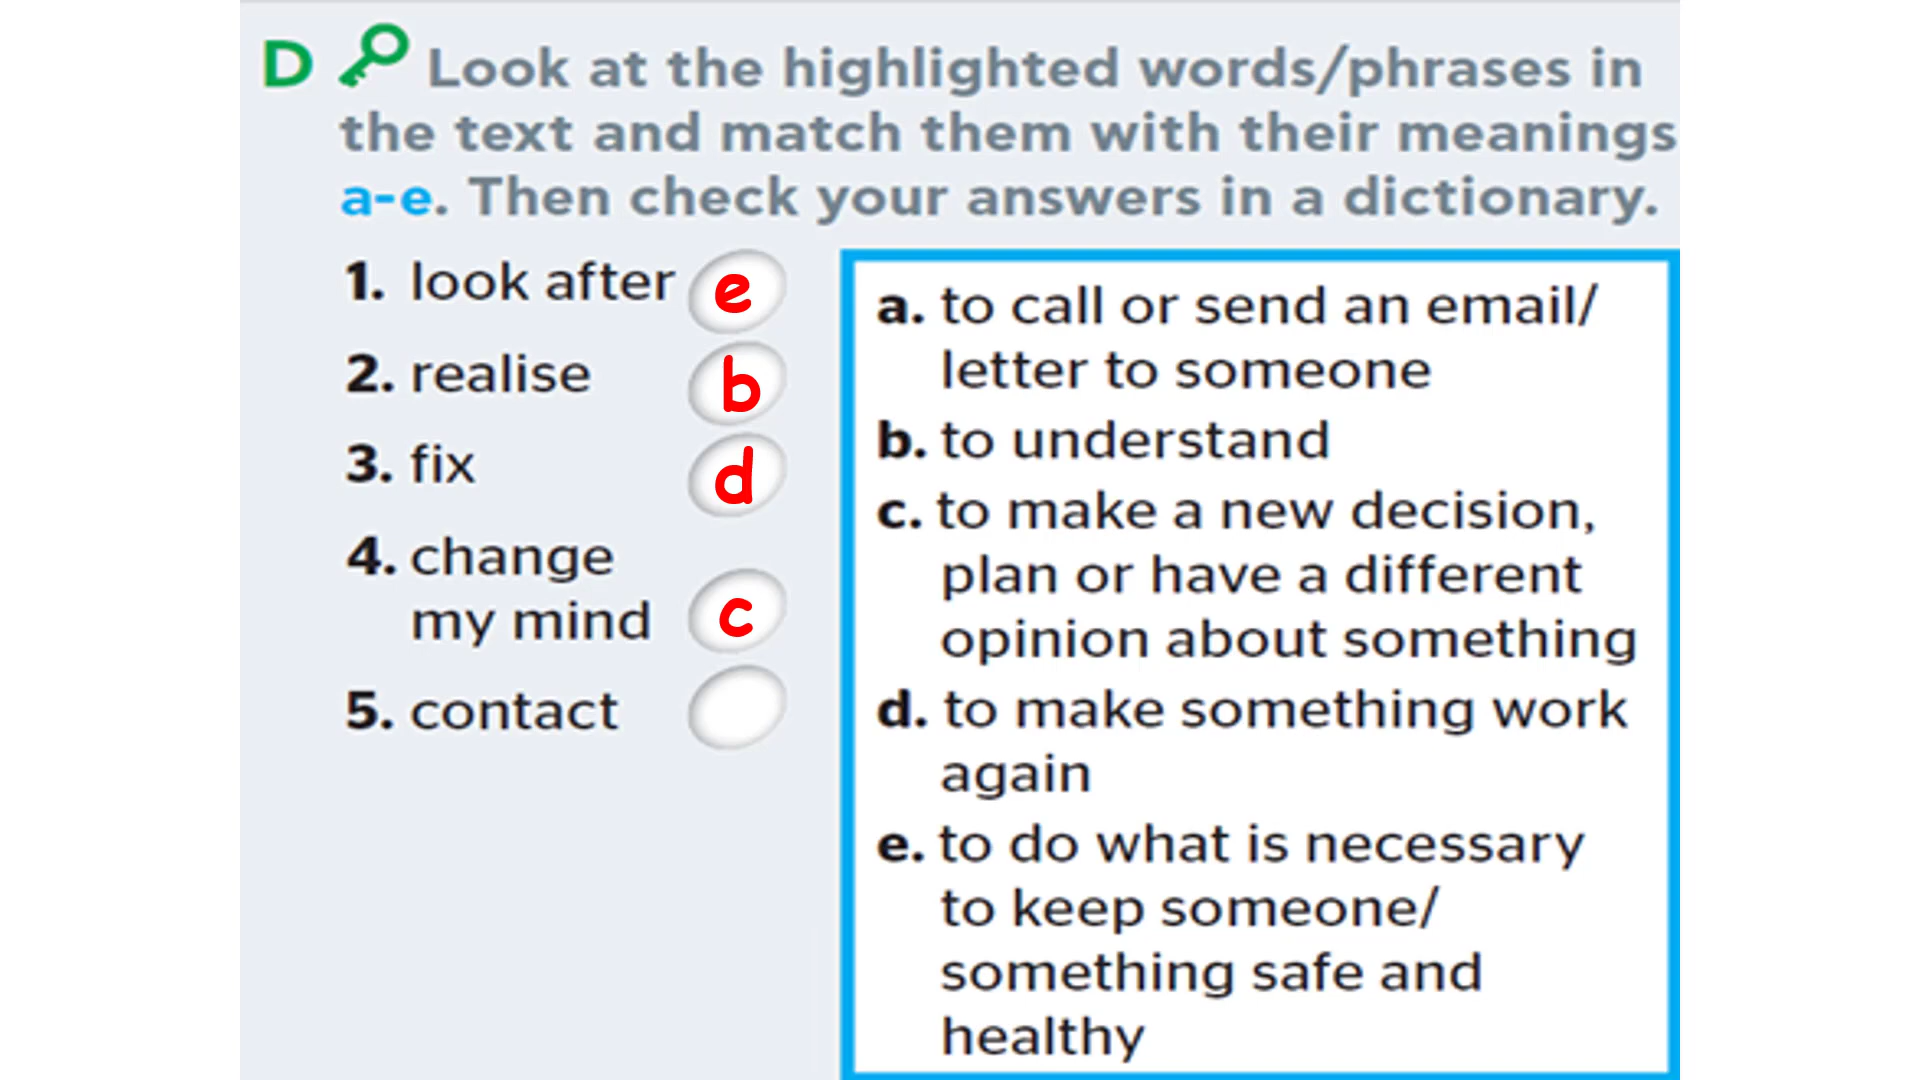 D Look at the highlighted words/phrases in
the text and match them with their meanings
a-e. Then check your answers in a dictionary.
1. look after e
2. realise b
3. fix d
4. change
my mind c
5. contact
a. to call or send an email/
letter to someone
b. to understand
c. to make a new decision,
plan or have a different
opinion about something
d. to make something work
again
e. to do what is necessary
to keep someone/
something safe and
healthy